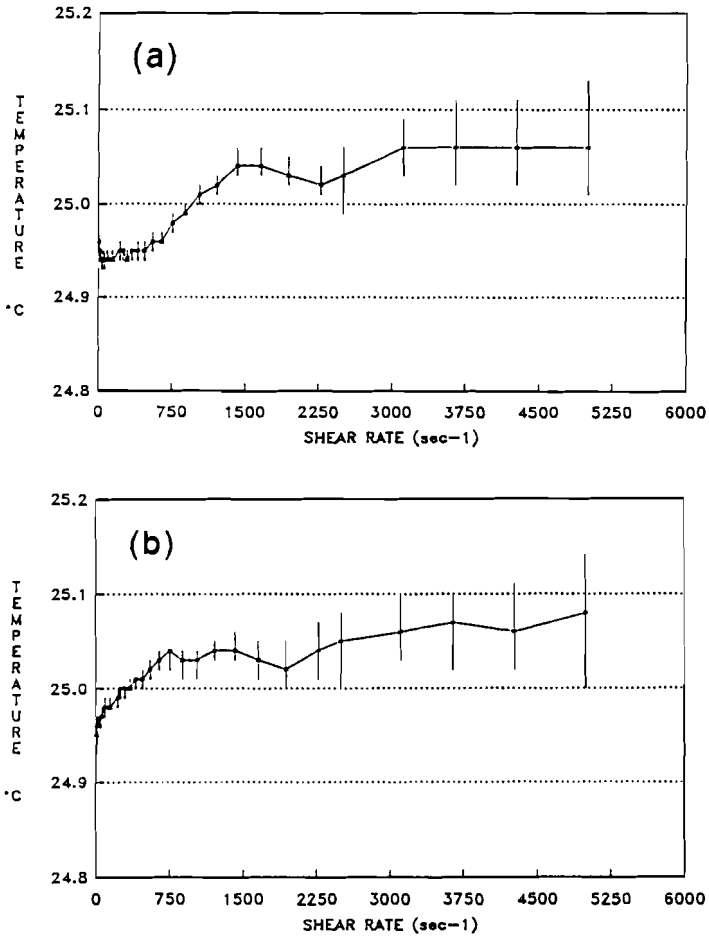 (a)
TEMPERATURE
°C
25.2
25.1
25.0
24.9
24.8
0 750 1500 2250 3000 3750 4500 5250 6000
SHEAR RATE (sec-1)
(b)
TEMPERATURE
°C
25.2
25.1
25.0
24.9
24.8
0 750 1500 2250 3000 3750 4500 5250 6000
SHEAR RATE (sec-1)